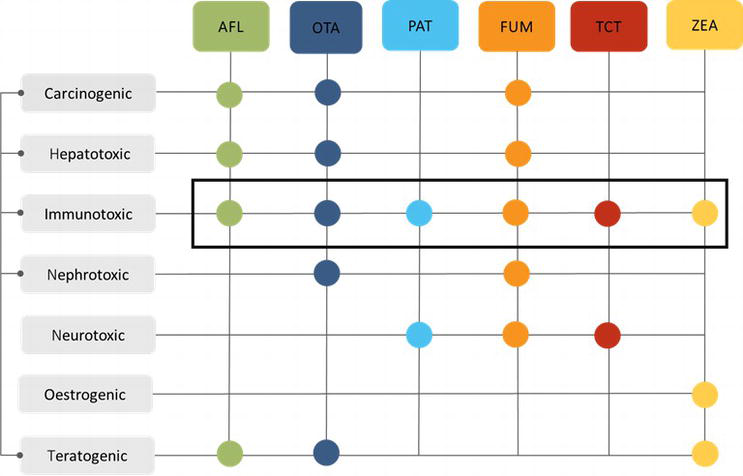 AFL OTA PAT FUM TCT ZEA
Carcinogenic
Hepatotoxic
Immunotoxic
Nephrotoxic
Neurotoxic
Oestrogenic
Teratogenic